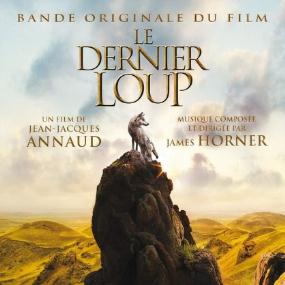 BANDE ORIGINALE DU FILM
LE
DERNIER
LOUP
UN FILM DE
JEAN-JACQUES
ANNAUD
MUSIQUE COMPOSÉE
ET DIRIGÉE PAR
JAMES HORNER